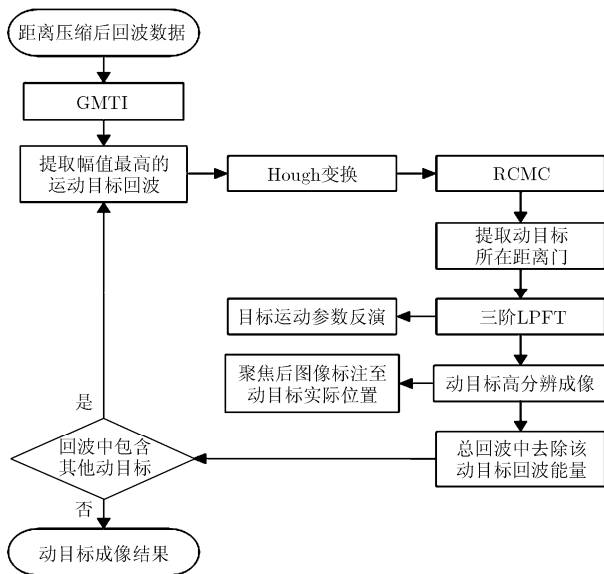 距离压缩后回波数据
GMTI
提取幅值最高的
运动目标回波
Hough变换
RCMC
提取动目标
所在距离门
三阶LPFT
目标运动参数反演
动目标高分辨成像
聚焦后图像标注至
动目标实际位置
总回波中去除该
动目标回波能量
回波中包含
其他动目标
是
否
动目标成像结果